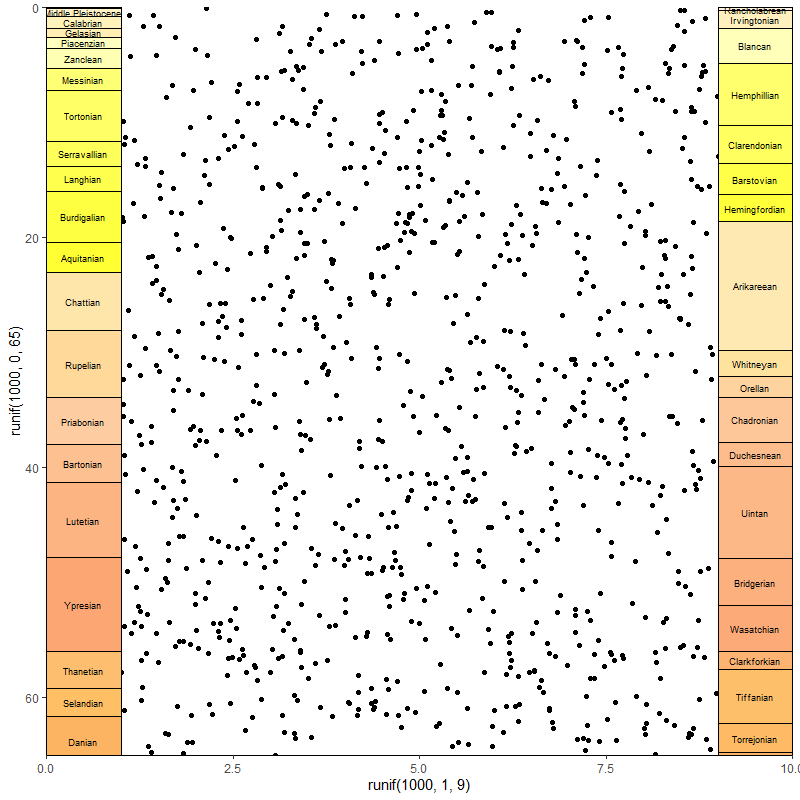 0
20
40
60
runif(1000, 0, 65)
Middle Pleistocene
Calabrian
Gelasian
Piacenzian
Zanclean
Messinian
Tortonian
Serravallian
Langhian
Burdigalian
Aquitanian
Chattian
Rupelian
Priabonian
Bartonian
Lutetian
Ypresian
Thanetian
Selandian
Danian
Rancholabrean
Irvingtonian
Blancan
Hemphillian
Clarendonian
Barstovian
Hemingfordian
Arikareean
Whitneyan
Orellan
Chadronian
Duchesnean
Uintan
Bridgerian
Wasatchian
Clarkforkian
Tiffanian
Torrejonian
0.0 2.5 5.0 7.5 10.0
runif(1000, 1, 9)